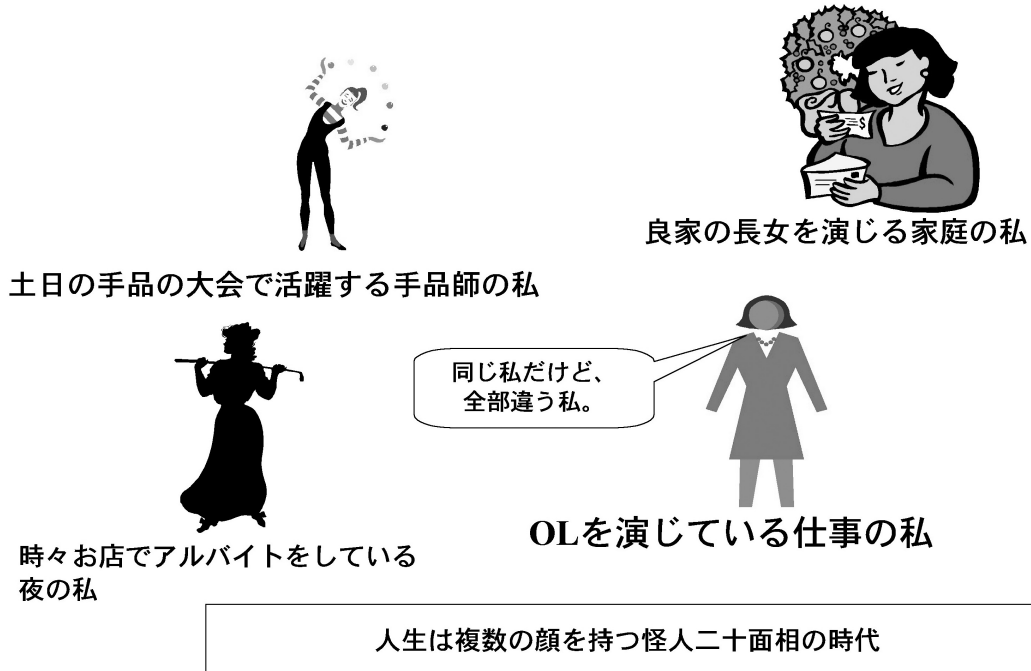 良家の長女を演じる家庭の私
土日の手品の大会で活躍する手品師の私
同じ私だけど、
全部違う私。
OLを演じている仕事の私
時々お店でアルバイトをしている
夜の私
人生は複数の顔を持つ怪人二十面相の時代
$